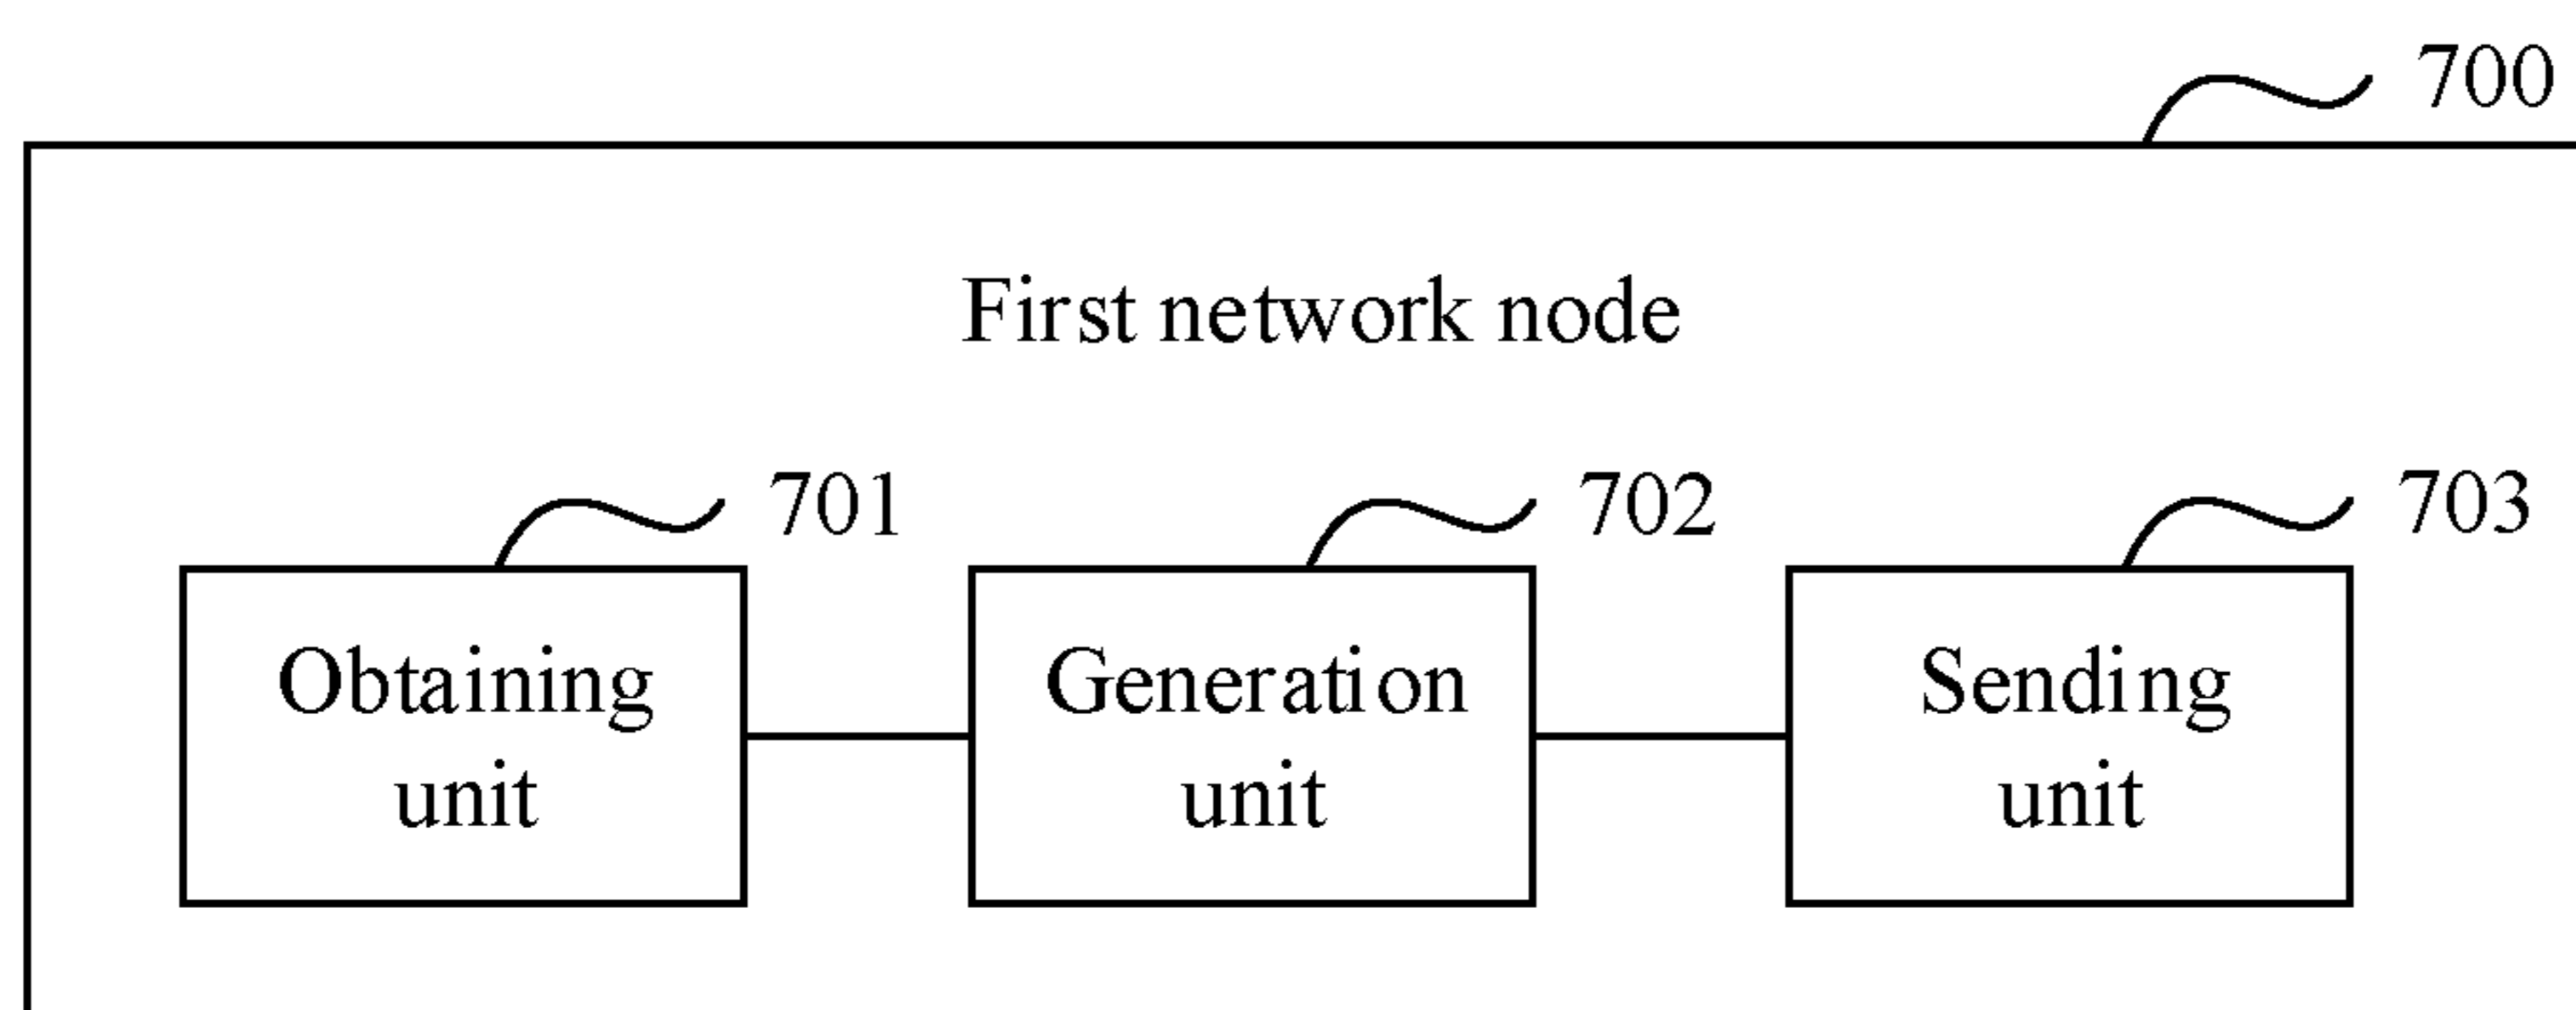 700
First network node
701
702
703
Obtaining
unit
Generation
unit
Sending
unit